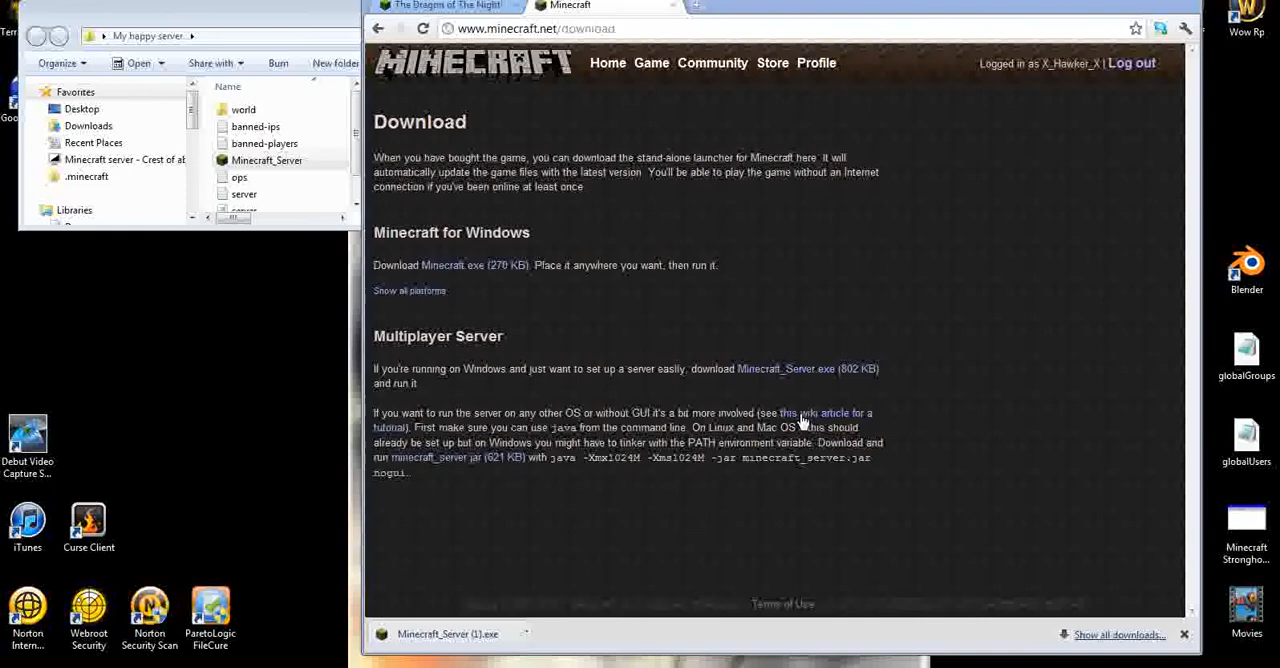 The Dragns of The Night
Minecraft
www.minecraft.net/download
My happy server...
Organize
Open
Share with
Burn
New folder
Favorites
Desktop
Downloads
Recent Places
Minecraft server - Crest of ab
.minecraft
Libraries
Name
world
banned-ips
banned-players
Minecraft_Server
ops
server
MINECRAFT
Home Game Community Store Profile
Logged in as X_Hawker_X | Log out
Download
When you have bought the game, you can download the stand-alone launcher for Minecraft here. It will
automatically update the game files with the latest version. You'll be able to play the game without an Internet
connection if you've been online at least once
Minecraft for Windows
Download Minecraft.exe (270 KB). Place it anywhere you want, then run it.
Show all platforms
Multiplayer Server
If you're running on Windows and just want to set up a server easily, download Minecraft_Server.exe (802 KB)
and run it
If you want to run the server on any other OS or without GUI it's a bit more involved (see this wiki article for a
tutorial). First make sure you can use java from the command line. On Linux and Mac OS this should
already be set up but on Windows you might have to tinker with the PATH environment variable. Download and
run minecraft_server.jar (621 KB) with java -Xmx1024M -Xms1024M -jar minecraft_server.jar
nogui.
Terms of Use
Minecraft_Server (1).exe
Show all downloads...
Wow Rp
Blender
globalGroups
globalUsers
Minecraft
Strongho...
Movies
Debut Video
Capture S...
iTunes
Curse Client
Norton
Intern...
Webroot
Security
Norton
Security Scan
ParetoLogic
FileCure